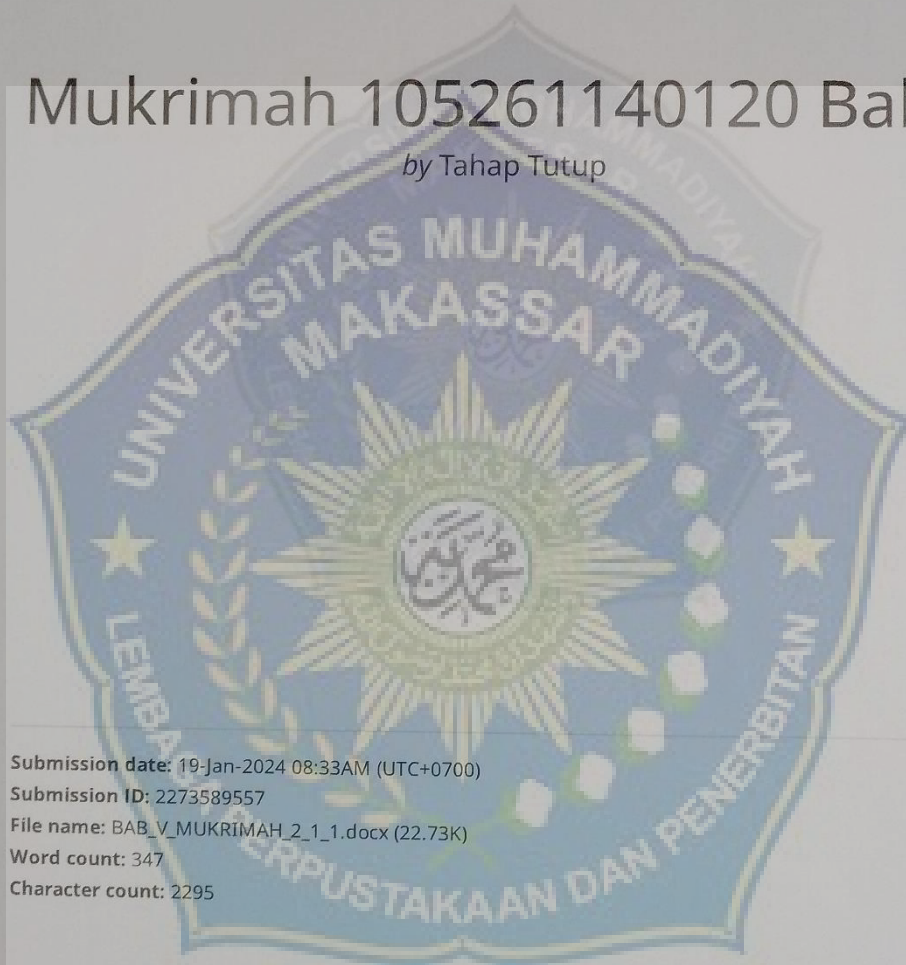 Mukrimah 105261140120 Bab
by Tahap Tutup
UNIVERSITAS MUHAMMADIYAH
MAKASSAR
Submission date: 19-Jan-2024 08:33AM (UTC+0700)
Submission ID: 2273589557
File name: BAB_V_MUKRIMAH_2_1_1.docx (22.73K)
Word count: 347
Character count: 2295
LEMBAGA PERPUSTAKAAN DAN PENERBITAN